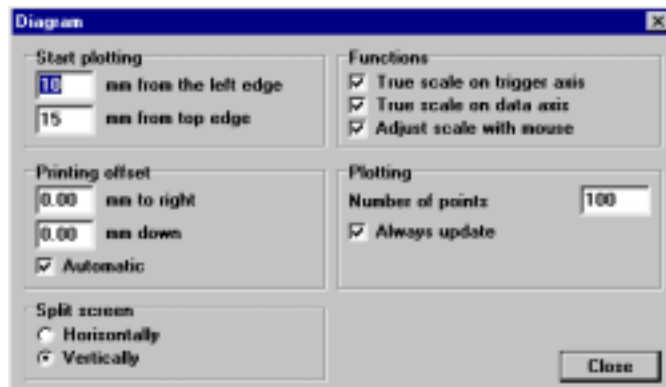 Diagram
Start plotting
10 mm from the left edge
15 mm from top edge
Functions
True scale on trigger axis
True scale on data axis
Adjust scale with mouse
Printing offset
0.00 mm to right
0.00 mm down
Automatic
Plotting
Number of points 100
Always update
Split screen
Horisontally
Vertically
Close